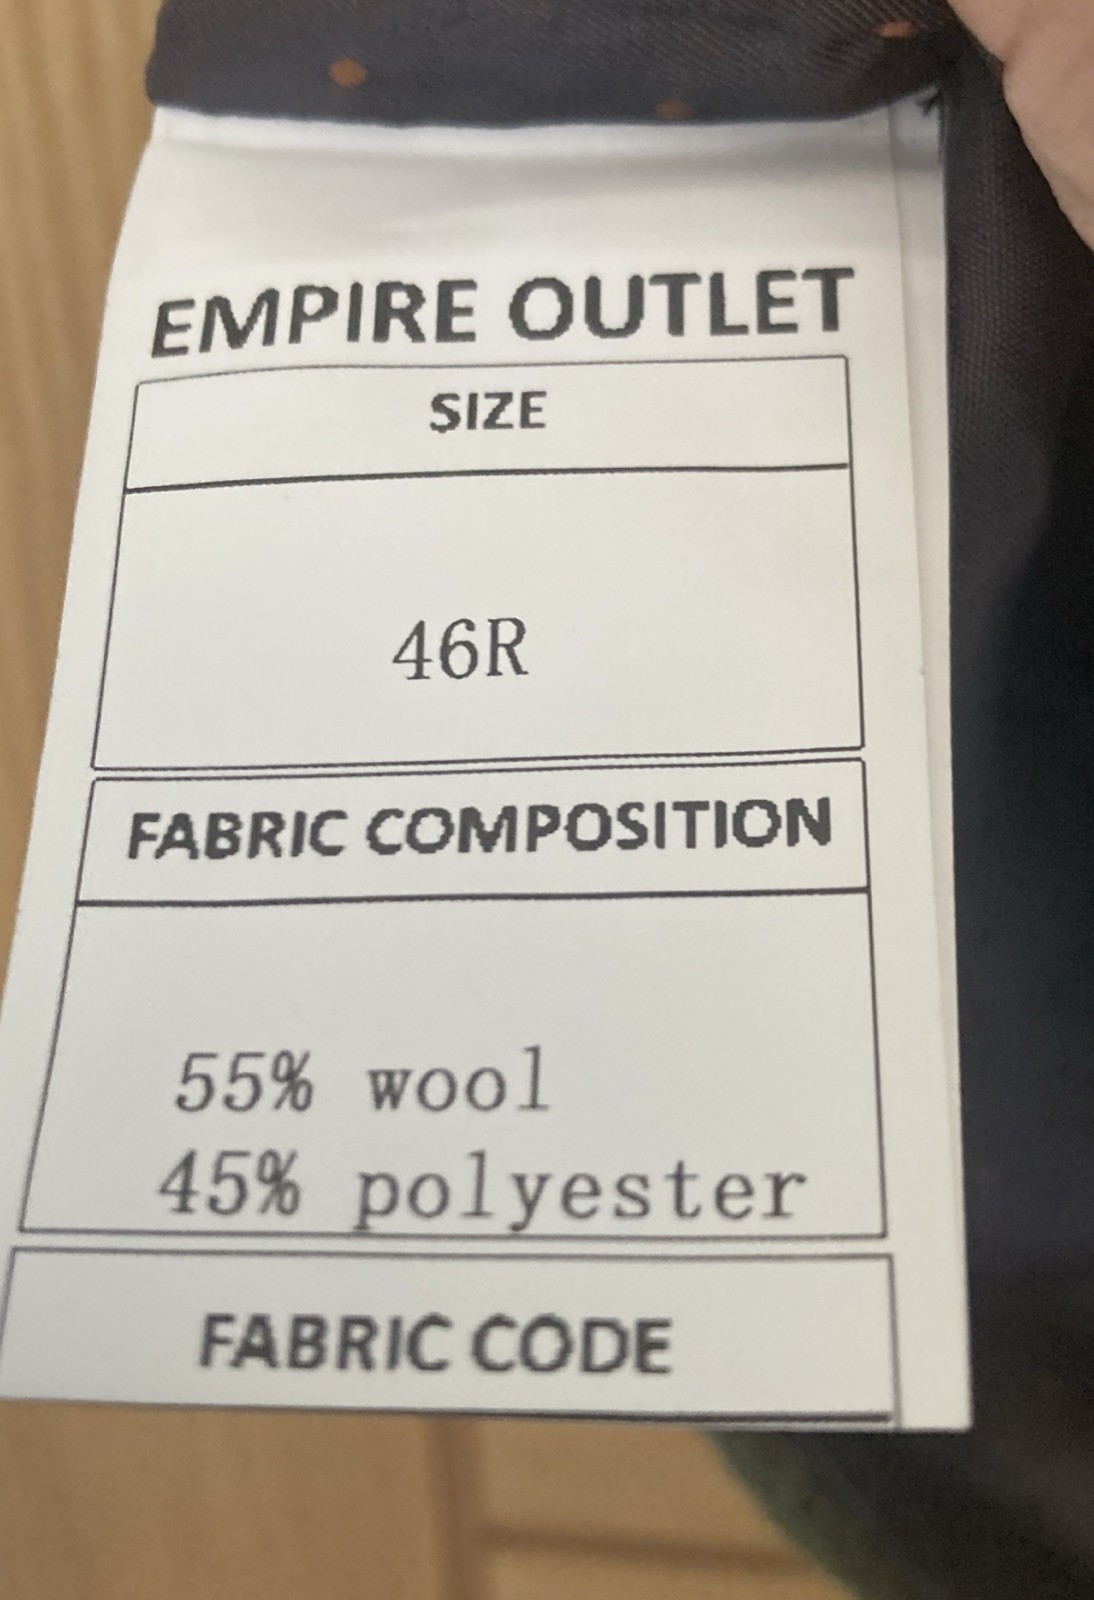 EMPIRE OUTLET
SIZE
46R
FABRIC COMPOSITION
55% wool
45% polyester
FABRIC CODE